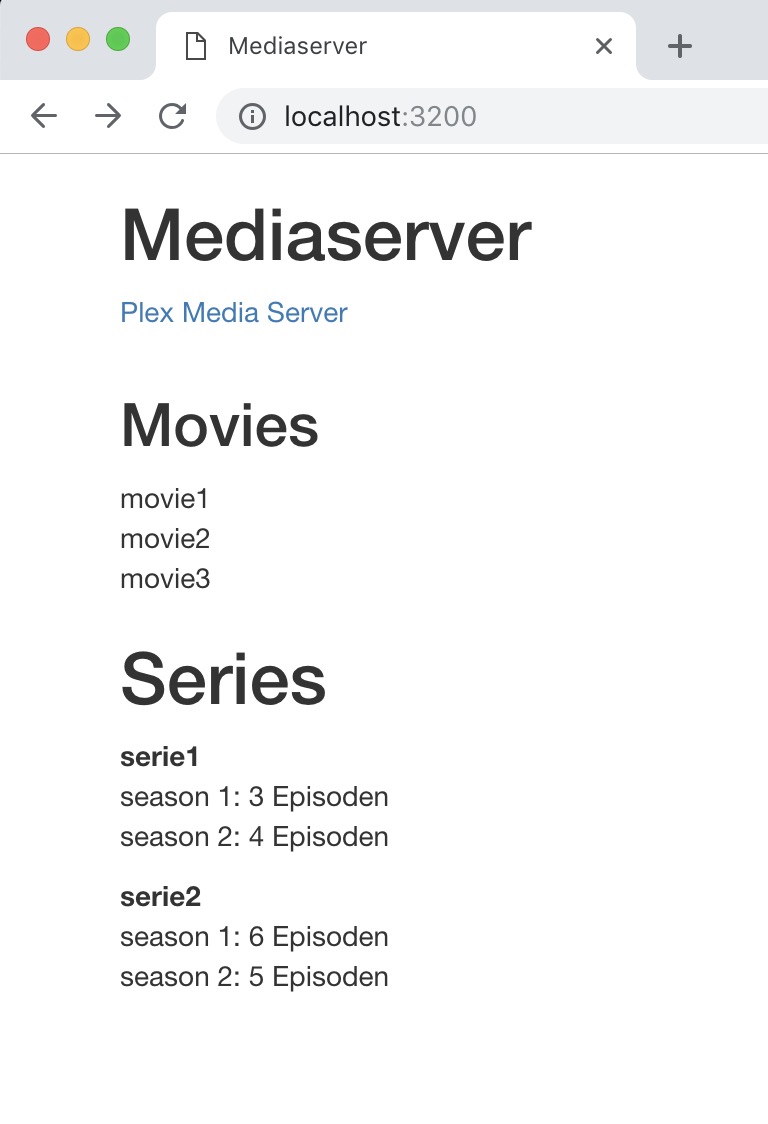 Mediaserver
localhost:3200
Mediaserver
Plex Media Server
Movies
movie1
movie2
movie3
Series
serie1
season 1: 3 Episoden
season 2: 4 Episoden
serie2
season 1: 6 Episoden
season 2: 5 Episoden